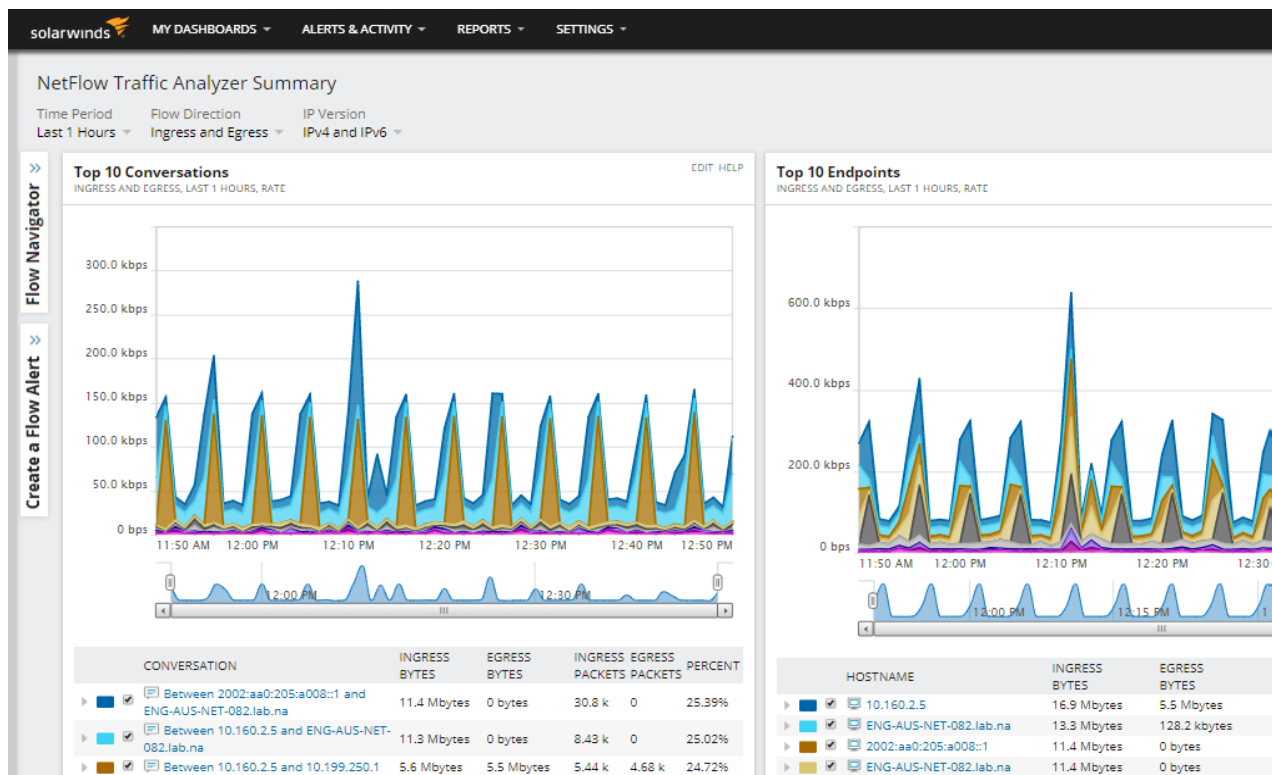 solarwinds MY DASHBOARDS ALERTS & ACTIVITY REPORTS SETTINGS
NetFlow Traffic Analyzer Summary
Time Period Flow Direction IP Version
Last 1 Hours Ingress and Egress IPv4 and IPv6
Flow Navigator
Create a Flow Alert
Top 10 Conversations EDIT HELP
INGRESS AND EGRESS, LAST 1 HOURS, RATE
300.0 kbps
250.0 kbps
200.0 kbps
150.0 kbps
100.0 kbps
50.0 kbps
0 bps
11:50 AM 12:00 PM 12:10 PM 12:20 PM 12:30 PM 12:40 PM 12:50 PM
12:00 PM 12:30 PM
CONVERSATION INGRESS BYTES EGRESS BYTES INGRESS PACKETS EGRESS PACKETS PERCENT
Between 2002:aa0:205:a008::1 and
ENG-AUS-NET-082.lab.na 11.4 Mbytes 0 bytes 30.8 k 0 25.39%
Between 10.160.2.5 and ENG-AUS-NET-
082.lab.na 11.3 Mbytes 0 bytes 8.43 k 0 25.02%
Between 10.160.2.5 and 10.199.250.1 5.6 Mbytes 5.5 Mbytes 5.44 k 4.68 k 24.72%
Top 10 Endpoints
INGRESS AND EGRESS, LAST 1 HOURS, RATE
600.0 kbps
400.0 kbps
200.0 kbps
0 bps
11:50 AM 12:00 PM 12:10 PM 12:20 PM 12:30
12:00 PM 12:15 PM 1
HOSTNAME INGRESS BYTES EGRESS BYTES
10.160.2.5 16.9 Mbytes 5.5 Mbytes
ENG-AUS-NET-082.lab.na 13.3 Mbytes 128.2 kbytes
2002:aa0:205:a008::1 11.4 Mbytes 0 bytes
ENG-AUS-NET-082.lab.na 11.4 Mbytes 0 bytes